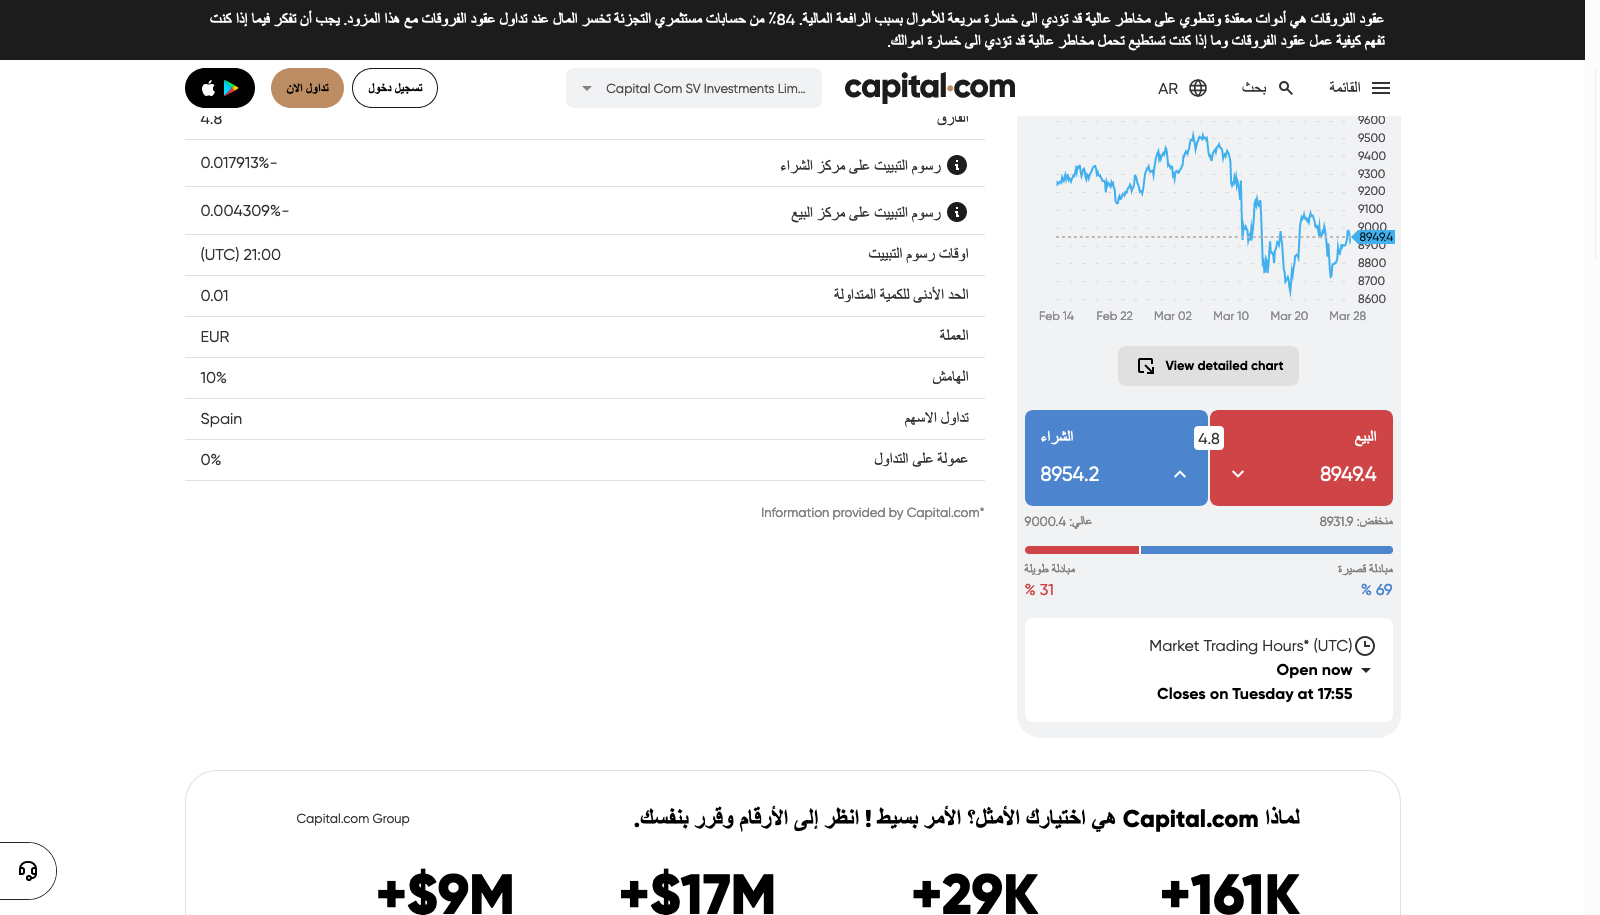 عقود الفروقات هي أدوات معقدة وتنطوي على مخاطر عالية قد تؤدي الى خسارة سريعة للأموال بسبب الرافعة المالية. 84٪ من حسابات مستثمري التجزئة تخسر المال عند تداول عقود الفروقات مع هذا المزود. يجب أن تفكر فيما إذا كنت
تفهم كيفية عمل عقود الفروقات وما إذا كنت تستطيع تحمل مخاطر عالية قد تؤدي الى خسارة اموالك.
القائمة
بحث
AR
capital.com
Capital Com SV Investments Lim...
تسجيل دخول
تداول الان
الفارق 4.8
رسوم التبييت على مركز الشراء -0.017913%
رسوم التبييت على مركز البيع -0.004309%
اوقات رسوم التبييت 21:00 (UTC)
الحد الأدنى للكمية المتداولة 0.01
العملة EUR
الهامش 10%
تداول الاسهم Spain
عمولة على التداول 0%
Information provided by Capital.com*
9600
9500
9400
9300
9200
9100
9000
8949.4
8900
8800
8700
8600
Feb 14 Feb 22 Mar 02 Mar 10 Mar 20 Mar 28
View detailed chart
البيع
8949.4
4.8
الشراء
8954.2
منخفض: 8931.9
عالي: 9000.4
مبادلة قصيرة
مبادلة طويلة
69 %
31 %
Market Trading Hours* (UTC)
Open now
Closes on Tuesday at 17:55
لماذا Capital.com هي اختيارك الأمثل؟ الأمر بسيط ! انظر إلى الأرقام وقرر بنفسك.
Capital.com Group
+161K
+29K
+$17M
+$9M